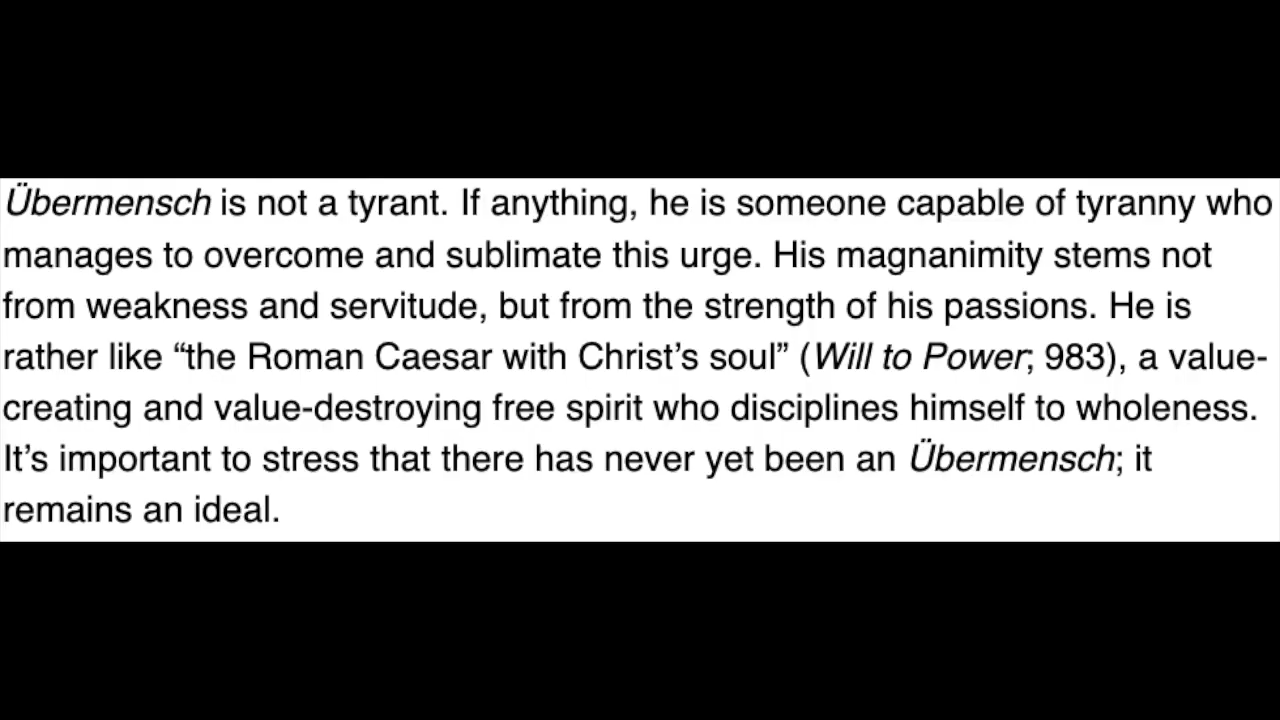 Übermensch is not a tyrant. If anything, he is someone capable of tyranny who
manages to overcome and sublimate this urge. His magnanimity stems not
from weakness and servitude, but from the strength of his passions. He is
rather like “the Roman Caesar with Christ’s soul” (Will to Power; 983), a value-
creating and value-destroying free spirit who disciplines himself to wholeness.
It’s important to stress that there has never yet been an Übermensch; it
remains an ideal.